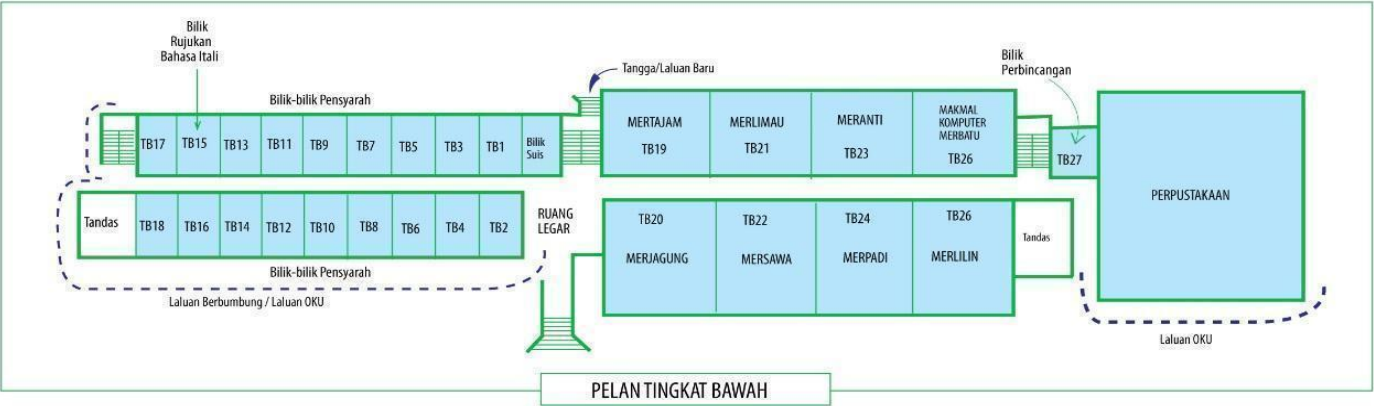 Bilik
Rujukan
Bahasa Itali
Bilik-bilik Pensyarah
Tangga/Laluan Baru
Bilik
Perbincangan
TB17
TB15
TB13
TB11
TB9
TB7
TB5
TB3
TB1
Bilik
Suis
MERTAJAM
TB19
MERLIMAU
TB21
MERANTI
TB23
MAKMAL
KOMPUTER
MERBATU
TB26
TB27
PERPUSTAKAAN
Tandas
TB18
TB16
TB14
TB12
TB10
TB8
TB6
TB4
TB2
RUANG
LEGAR
TB20
MERJAGUNG
TB22
MERSAWA
TB24
MERPADI
TB26
MERLILIN
Tandas
Bilik-bilik Pensyarah
Laluan Berbumbung / Laluan OKU
Laluan OKU
PELAN TINGKAT BAWAH